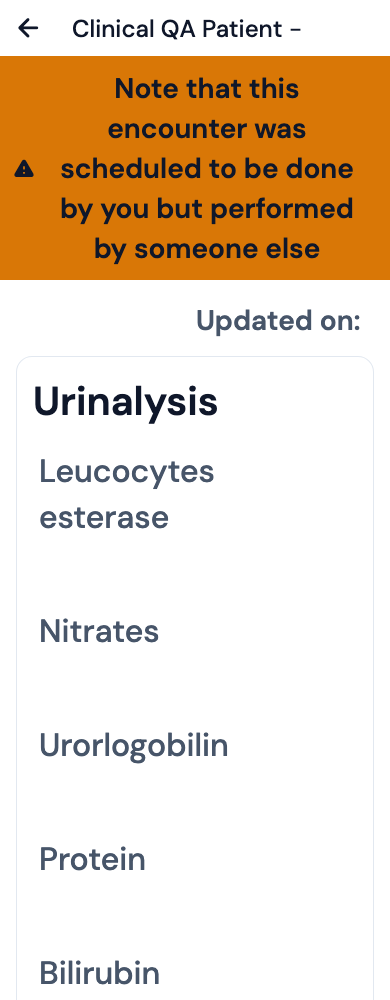 Clinical QA Patient -
Note that this
encounter was
scheduled to be done
by you but performed
by someone else
Updated on:
Urinalysis
Leucocytes
esterase
Nitrates
Urorlogobilin
Protein
Bilirubin